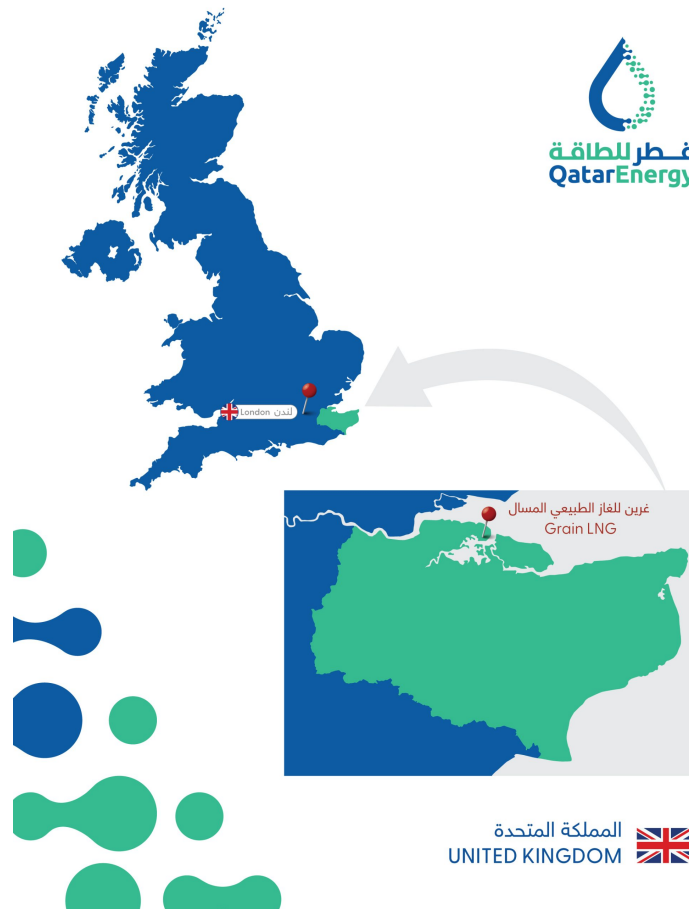 قطر للطاقة
QatarEnergy
لندن London
غرين للغاز الطبيعي المسال
Grain LNG
المملكة المتحدة
UNITED KINGDOM